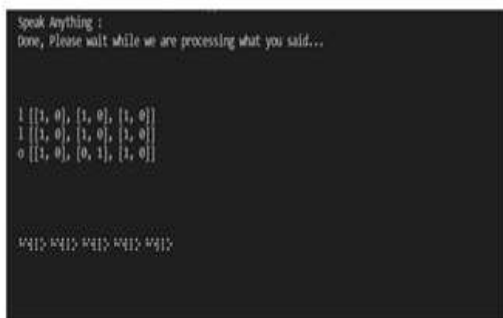 Speak Anything :
Done, Please wait while we are processing what you said...
l [[1, 0], [1, 0], [1, 0]]
l [[1, 0], [1, 0], [1, 0]]
o [[1, 0], [0, 1], [1, 0]]